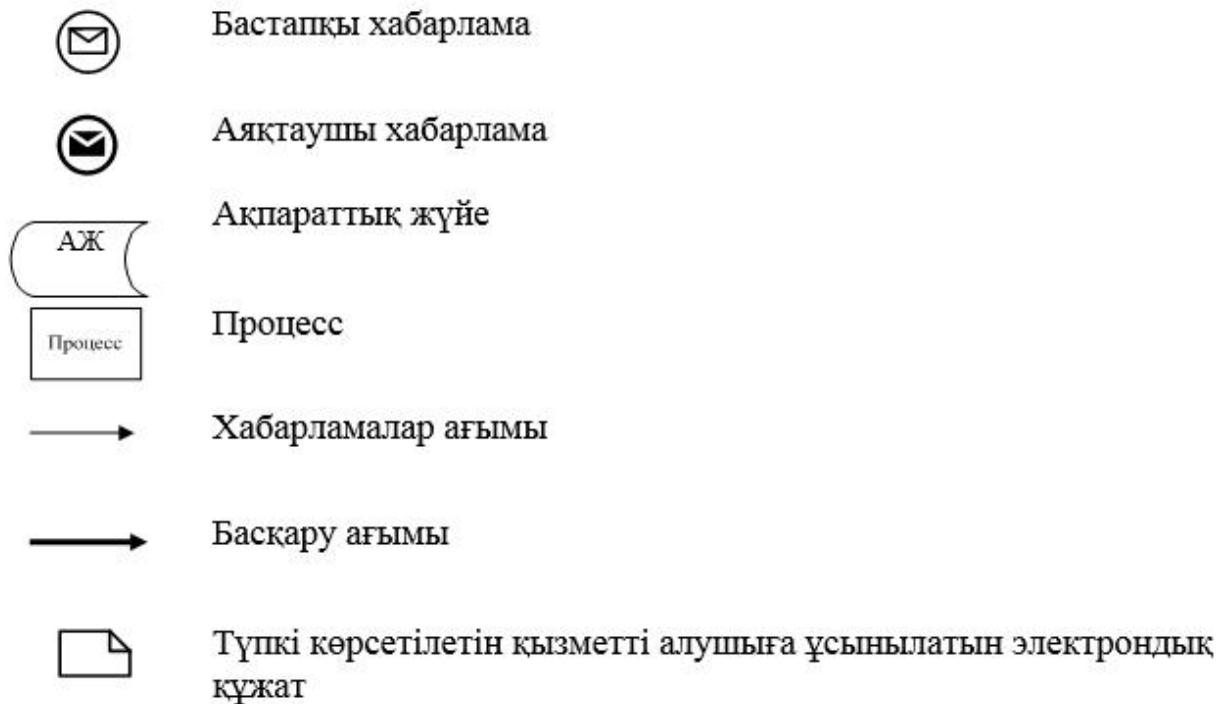 Бастапқы хабарлама
Аяқтаушы хабарлама
Ақпараттық жүйе
АЖ
Процесс
Процесс
Хабарламалар ағымы
Басқару ағымы
Түпкі көрсетілетін қызметті алушыға ұсынылатын электрондық
құжат